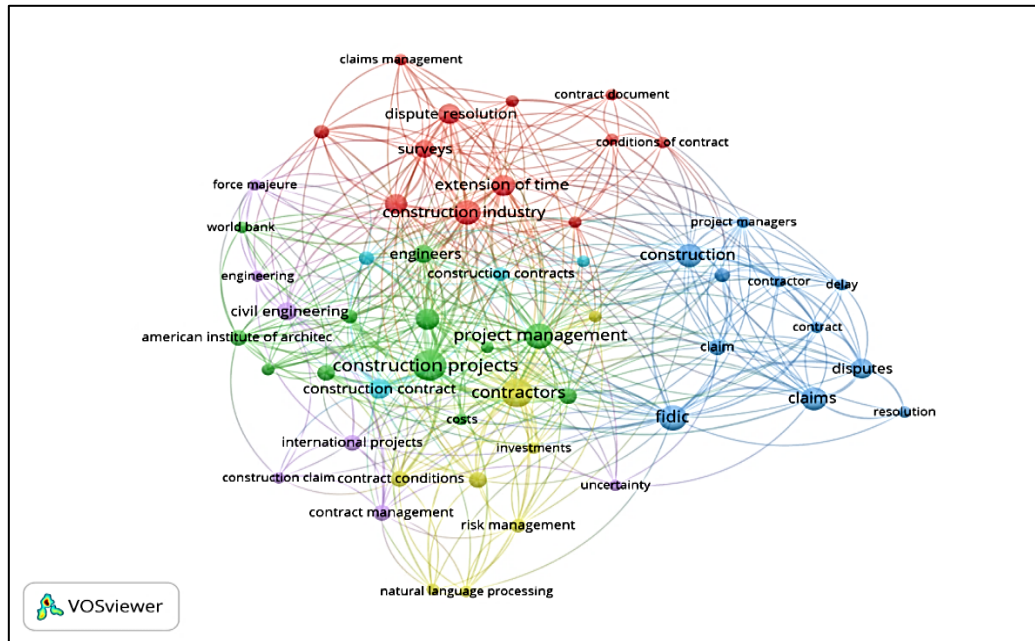 claims management
contract document
dispute resolution
conditions of contract
surveys
force majeure
extension of time
construction industry
world bank
project managers
engineers
construction
engineering
construction contracts
contractor
delay
civil engineering
contract
american institute of architec
project management
claim
construction projects
disputes
construction contract
contractors
claims
fidic
resolution
costs
international projects
investments
construction claim
contract conditions
uncertainty
contract management
risk management
natural language processing
VOSviewer